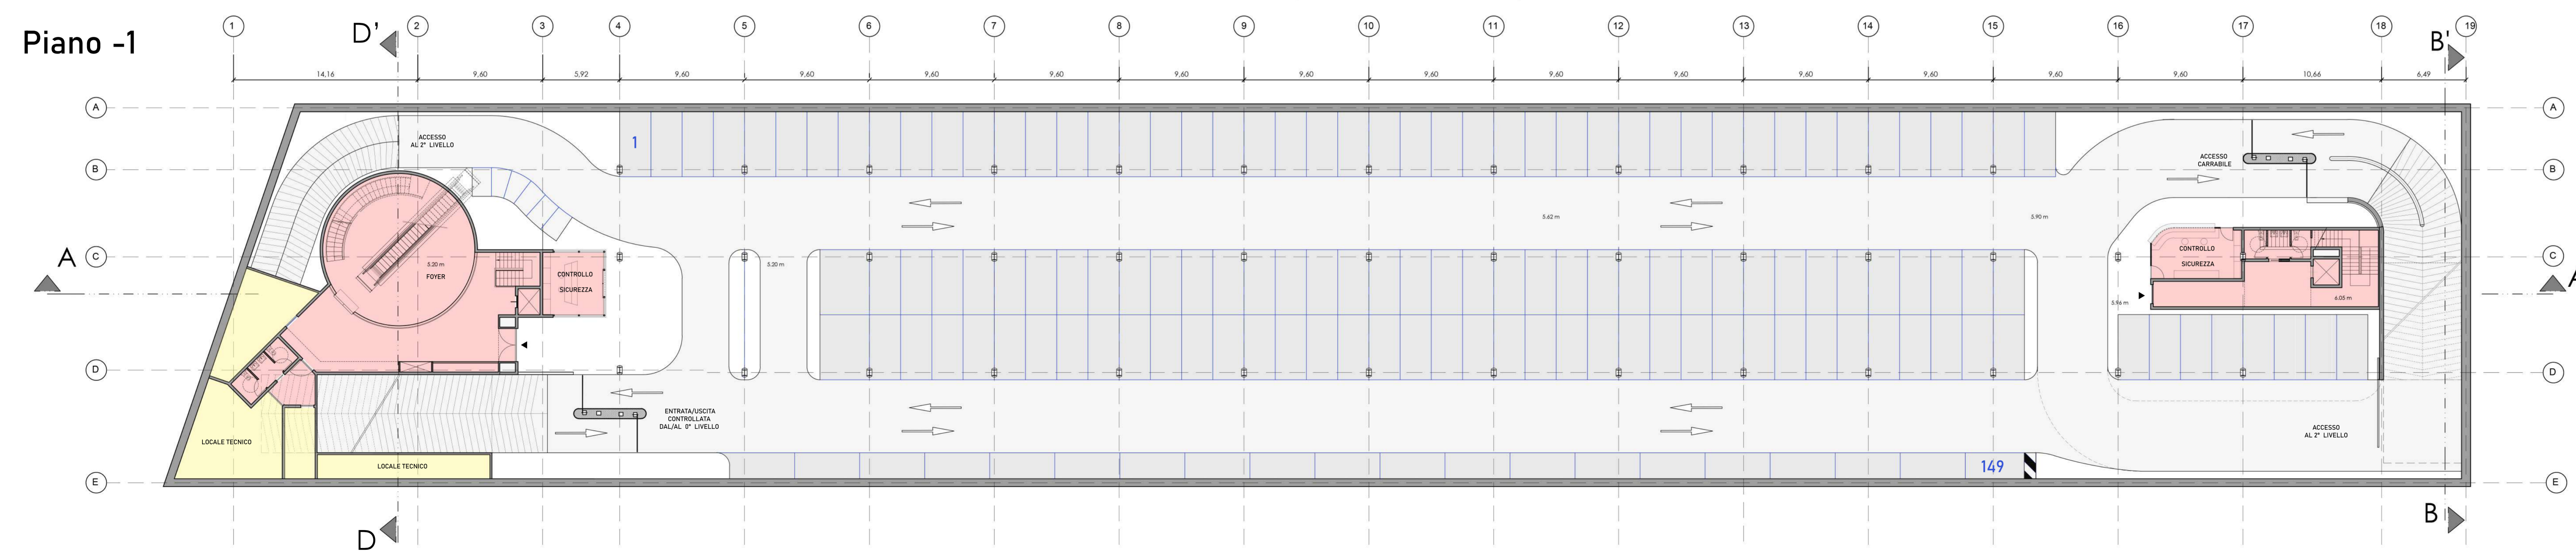 Piano -1
1 2 3 4 5 6 7 8 9 10 11 12 13 14 15 16 17 18 19
D' B'
14,16 9,60 5,92 9,60 9,60 9,60 9,60 9,60 9,60 9,60 9,60 9,60 9,60 9,60 9,60 9,60 10,66 6,49
A A
ACCESSO
AL 2° LIVELLO
1
ACCESSO
CARRABILE
B B
5.62 m 5.90 m
A C C A
5.20 m
FOYER
CONTROLLO
SICUREZZA
5.20 m
CONTROLLO
SICUREZZA
5.96 m
6.05 m
D D
ENTRATA/USCITA
CONTROLLATA
DAL/AL 0° LIVELLO
ACCESSO
AL 2° LIVELLO
LOCALE TECNICO
LOCALE TECNICO
149
E E
D B